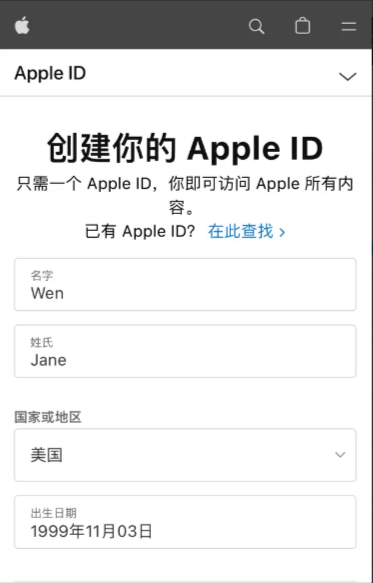 Apple ID
创建你的 Apple ID
只需一个 Apple ID，你即可访问 Apple 所有内
容。
已有 Apple ID？ 在此查找 >
名字
Wen
姓氏
Jane
国家或地区
美国
出生日期
1999年11月03日